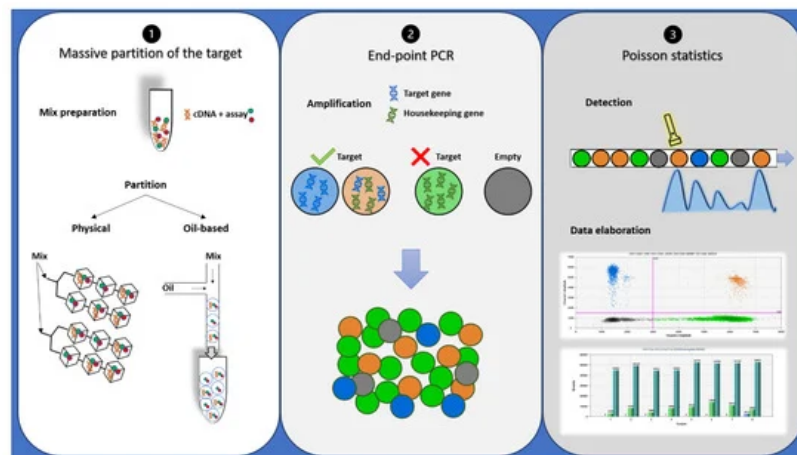 1
Massive partition of the target
Mix preparation
cDNA + assay
Partition
Physical
Oil-based
Mix
Mix
Oil
2
End-point PCR
Amplification
Target gene
Housekeeping gene
Target
Target
Empty
3
Poisson statistics
Detection
Data elaboration